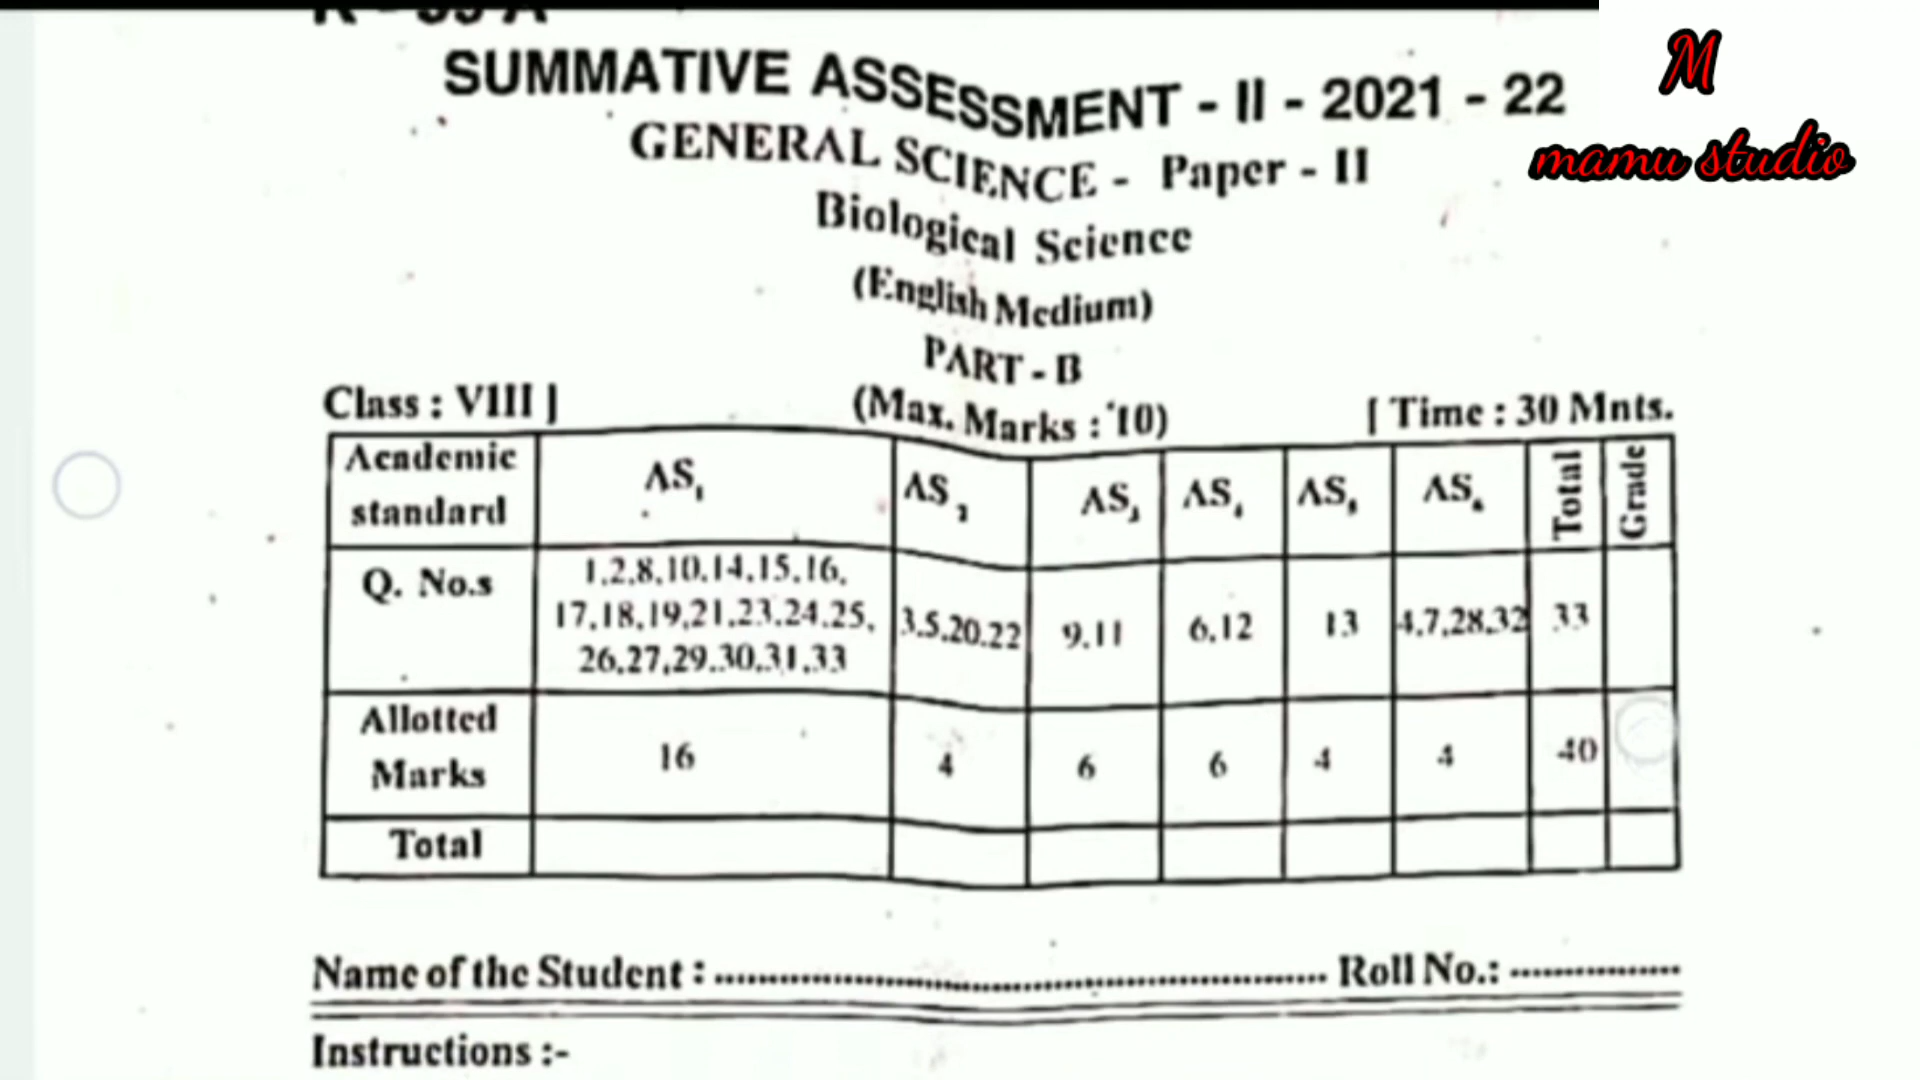 SUMMATIVE ASSESSMENT - II - 2021 - 22
M
mamu studio
GENERAL SCIENCE - Paper - II
Biological Science
(English Medium)
PART - B
Class : VIII ]
(Max. Marks : 10)
[ Time : 30 Mnts.
Academic standard AS1 AS2 AS3 AS4 AS5 AS6 Total Grade
Q. No.s 1,2,8,10,14,15,16, 3,5,20,22 9,11 6,12 13 4,7,28,32 33
17,18,19,21,23,24,25,
26,27,29,30,31,33
Allotted Marks 16 4 6 6 4 4 40
Total
Name of the Student : .......................................................... Roll No.: .................
Instructions :-